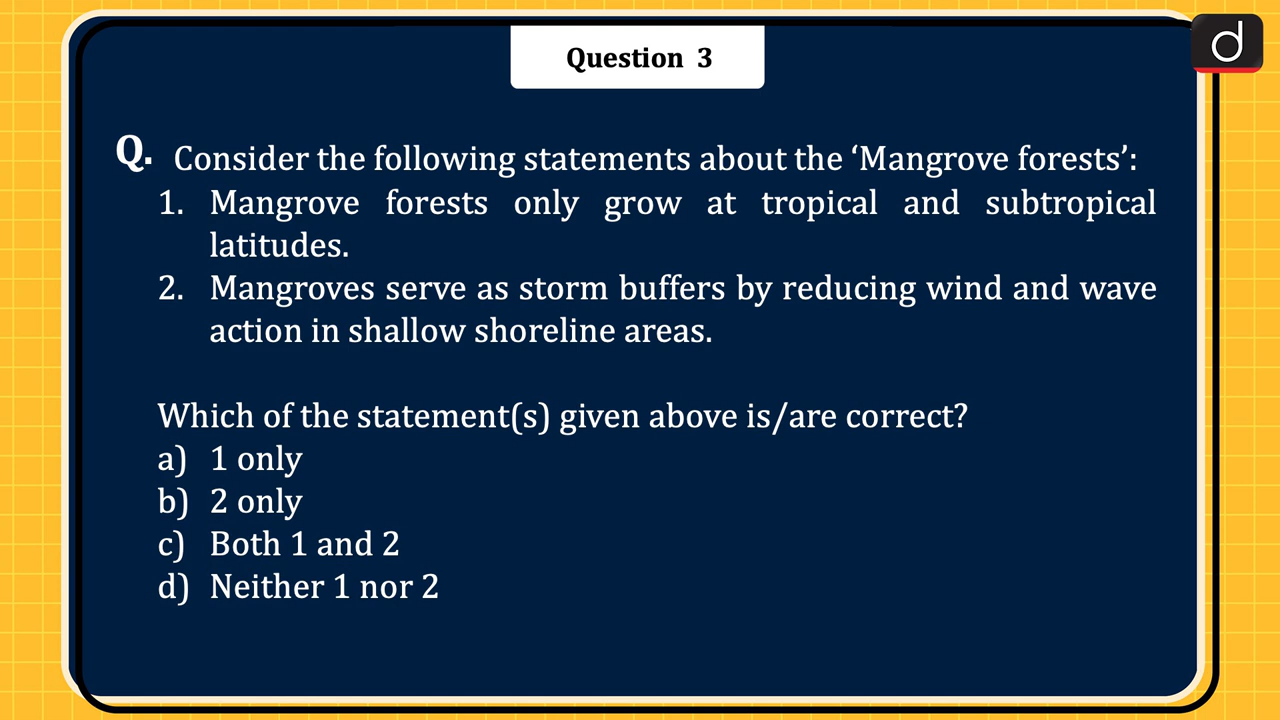 Question 3
d
Q. Consider the following statements about the ‘Mangrove forests’:
1. Mangrove forests only grow at tropical and subtropical
latitudes.
2. Mangroves serve as storm buffers by reducing wind and wave
action in shallow shoreline areas.
Which of the statement(s) given above is/are correct?
a) 1 only
b) 2 only
c) Both 1 and 2
d) Neither 1 nor 2